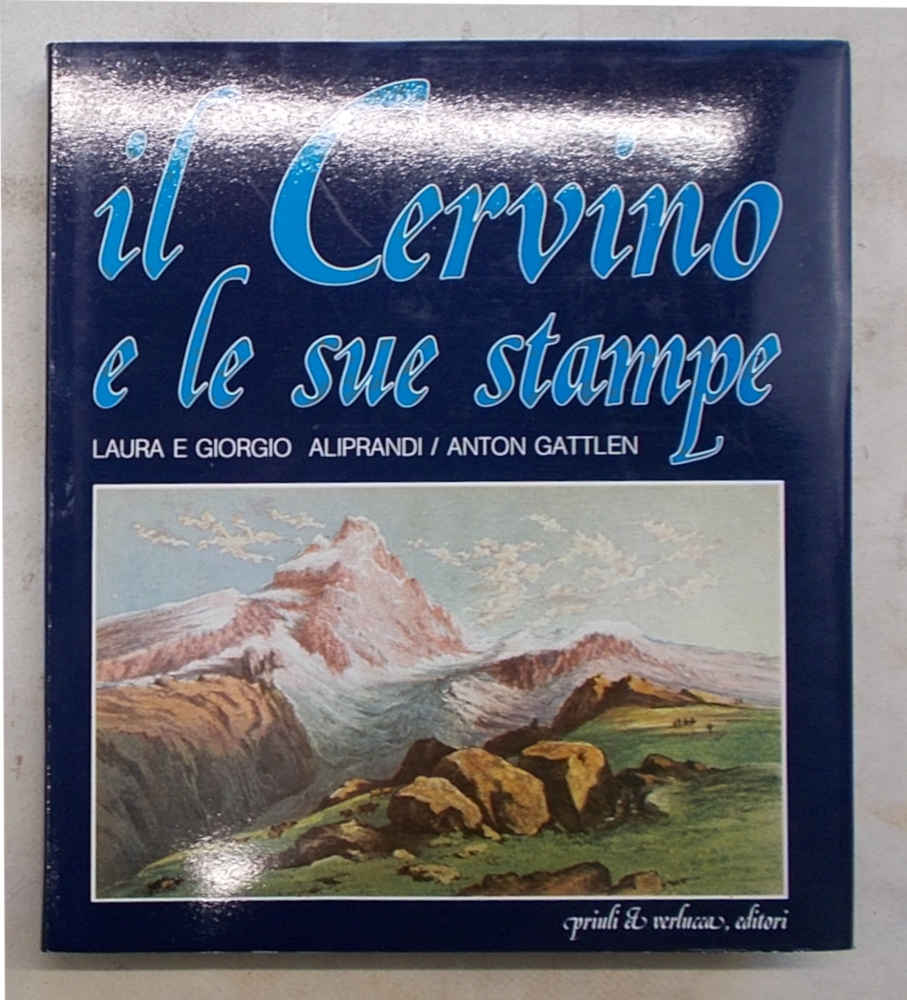 il Cervino
e le sue stampe
LAURA E GIORGIO ALIPRANDI / ANTON GATTLEN
priuli & verlucca, editori